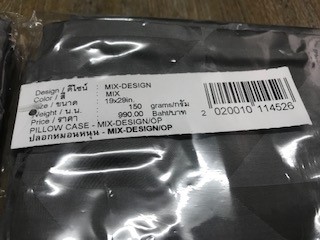 Design / ดีไซน์ : MIX-DESIGN
Color / สี : MIX
Size / ขนาด : 19x29in.
Weight / น.น. : 150 grams/กรัม
Price / ราคา : 990.00 Baht/บาท
PILLOW CASE - MIX-DESIGN/OP
ปลอกหมอนหนุน - MIX-DESIGN/OP
2 020010 114526